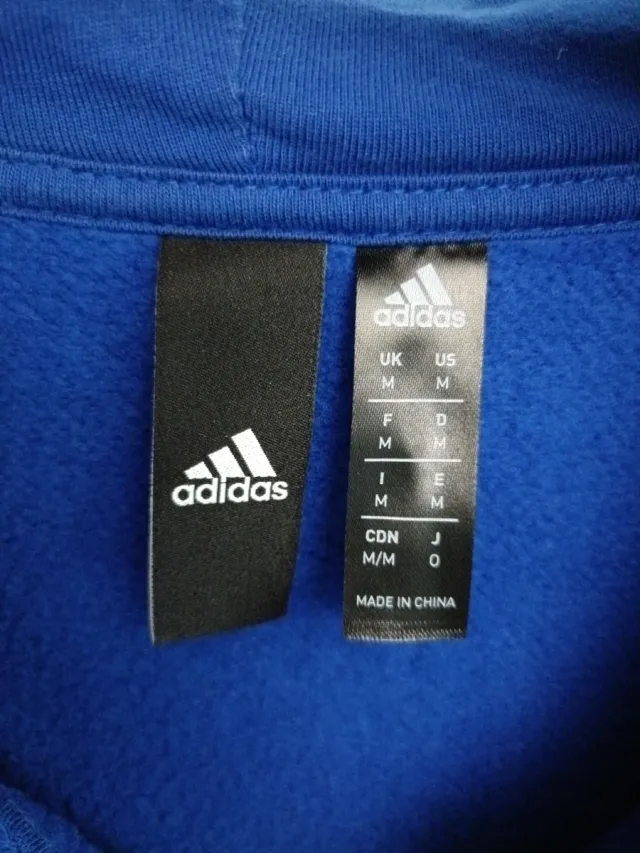 adidas
adidas
UK US
M M
F D
M M
I E
M M
CDN J
M/M O
MADE IN CHINA